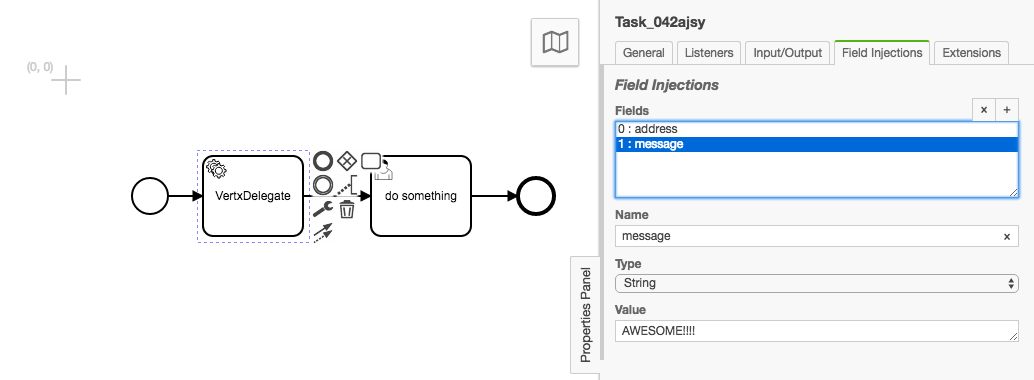 (0, 0)
VertxDelegate
do something
Properties Panel
Task_042ajsy
General Listeners Input/Output Field Injections Extensions
Field Injections
Fields
× +
0 : address
1 : message
Name
message ×
Type
String
Value
AWESOME!!!!